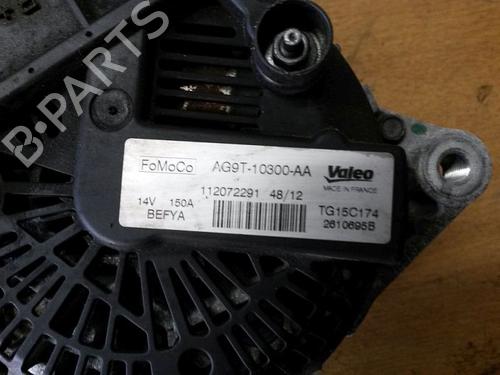 FoMoCo AG9T-10300-AA Valeo
MADE IN FRANCE
112072291 48/12
14V 150A TG15C174
BEFYA 2610695B
B-PARTS